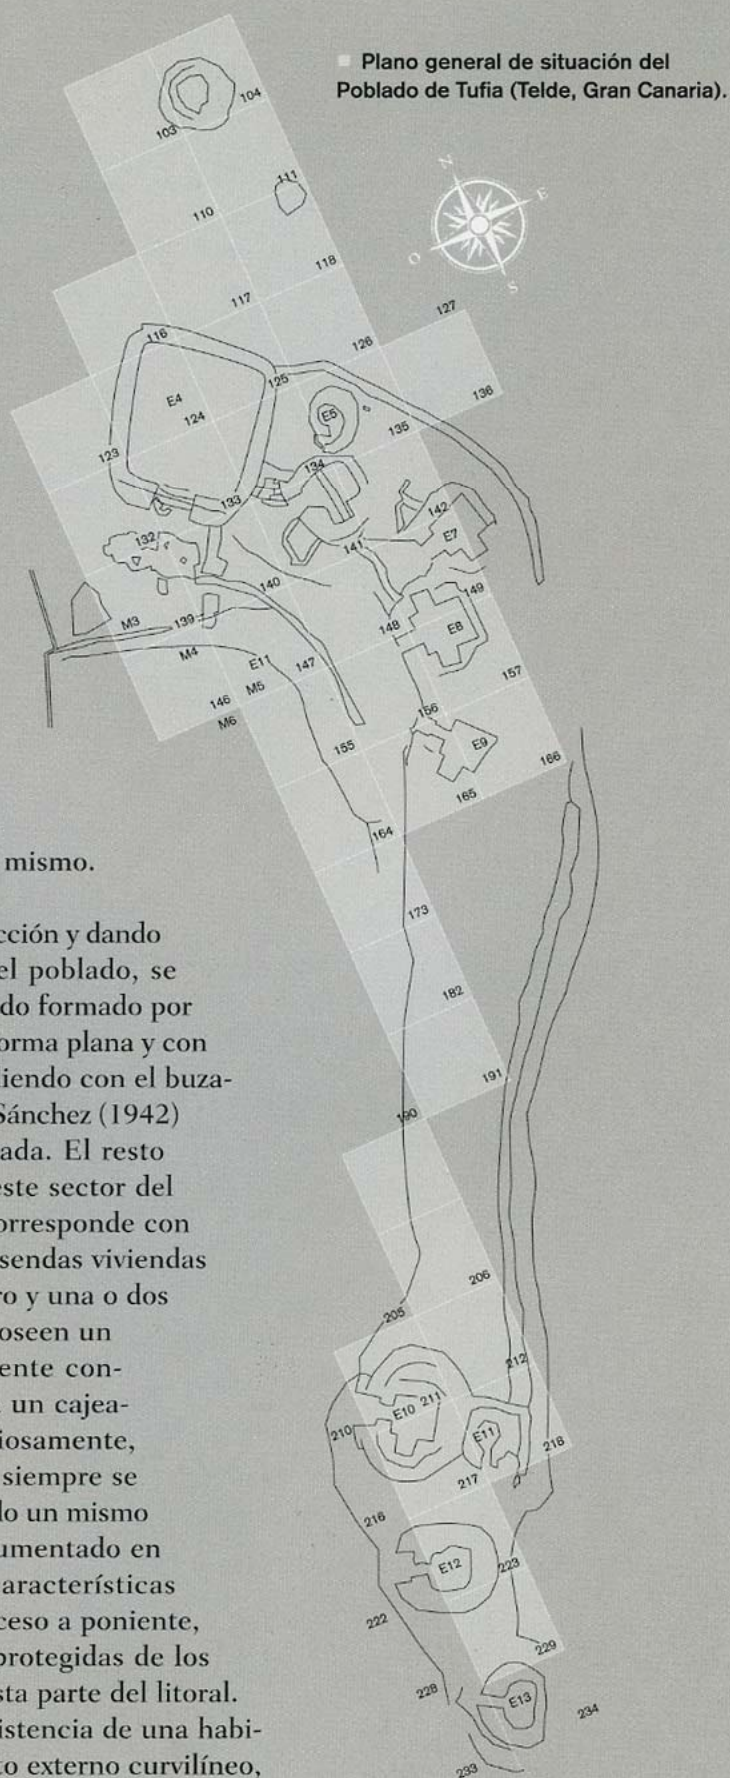 Plano general de situación del
Poblado de Tufia (Telde, Gran Canaria).
104
103
N
111
E
110
O
118
S
117
127
126
116
125
136
E4
E5
124
135
123
134
133
142
132
E7
141
140
149
M3
139
148
E8
M4
E11
147
157
146
M5
M6
156
155
E9
166
165
164
173
182
191
190
206
205
212
E10
211
210
E11
218
217
216
E12
223
222
229
228
E13
234
233
mismo.
cción y dando
el poblado, se
do formado por
orma plana y con
iendo con el buza-
Sánchez (1942)
ada. El resto
este sector del
orresponde con
sendas viviendas
ro y una o dos
oseen un
ente con-
un cajea-
iosamente,
siempre se
lo un mismo
umentado en
aracterísticas
ceso a poniente,
protegidas de los
sta parte del litoral.
istencia de una habi-
to externo curvilíneo,